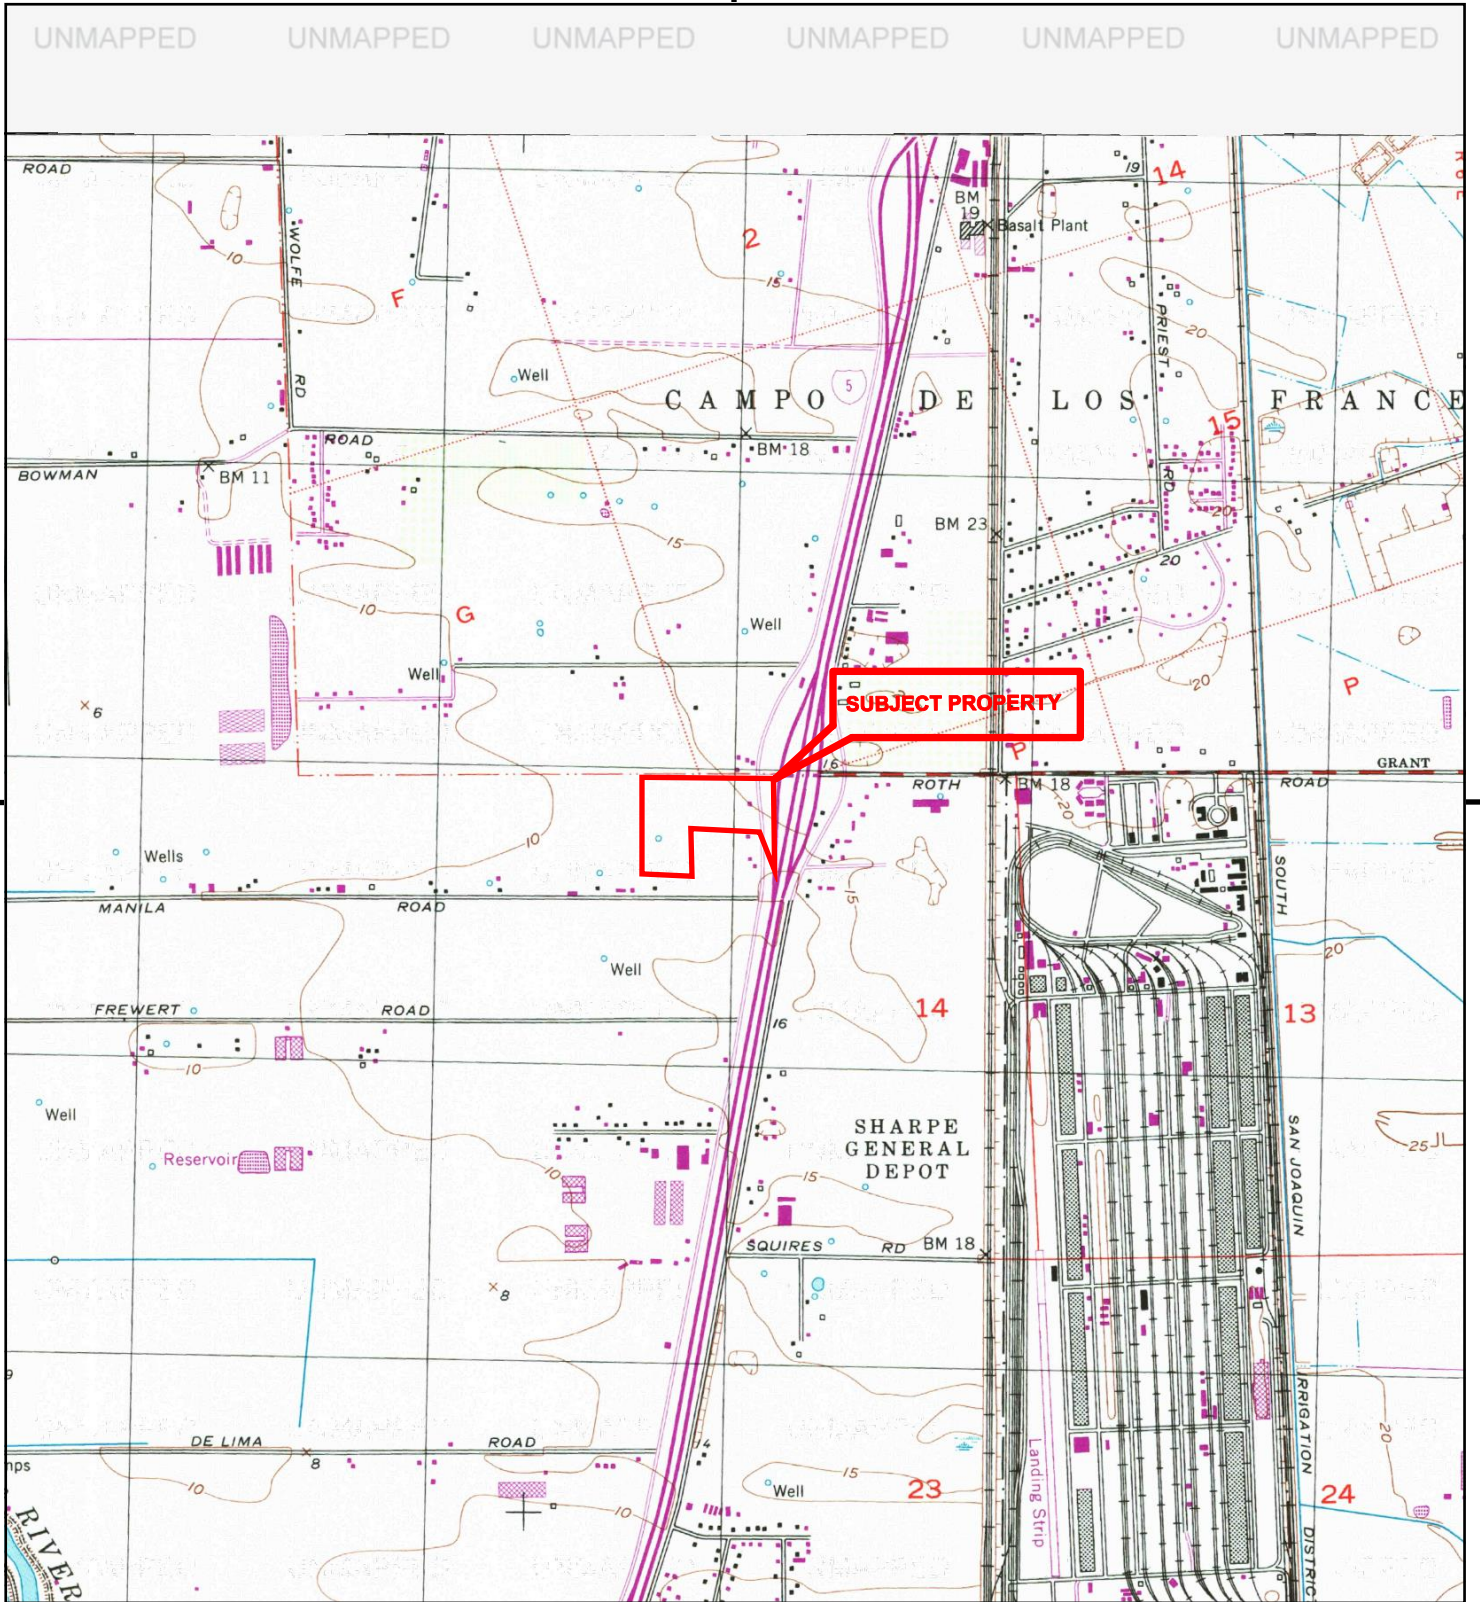 UNMAPPED UNMAPPED UNMAPPED UNMAPPED UNMAPPED UNMAPPED
ROAD
19
14
BM
19
Basalt Plant
WOLFE
RD
10
2
F
15
PRIEST
RD
20
Well
5
CAMPO DE LOS FRANCE
15
ROAD
BM 18
BOWMAN
BM 11
20
BM 23
15
20
10
G
Well
Well
20
P
6
SUBJECT PROPERTY
P
16
GRANT
ROTH
BM 18
ROAD
20
10
Wells
15
SOUTH
MANILA ROAD
20
Well
FREWERT ROAD
14
13
16
10
Well
SHARPE
GENERAL
DEPOT
SAN JOAQUIN
25
Reservoir
10
15
SQUIRES RD BM 18
8
9
IRRIGATION
DE LIMA ROAD
14
8
20
mps
10
15
Well
23
24
Landing Strip
10
RIVER
DISTRIC